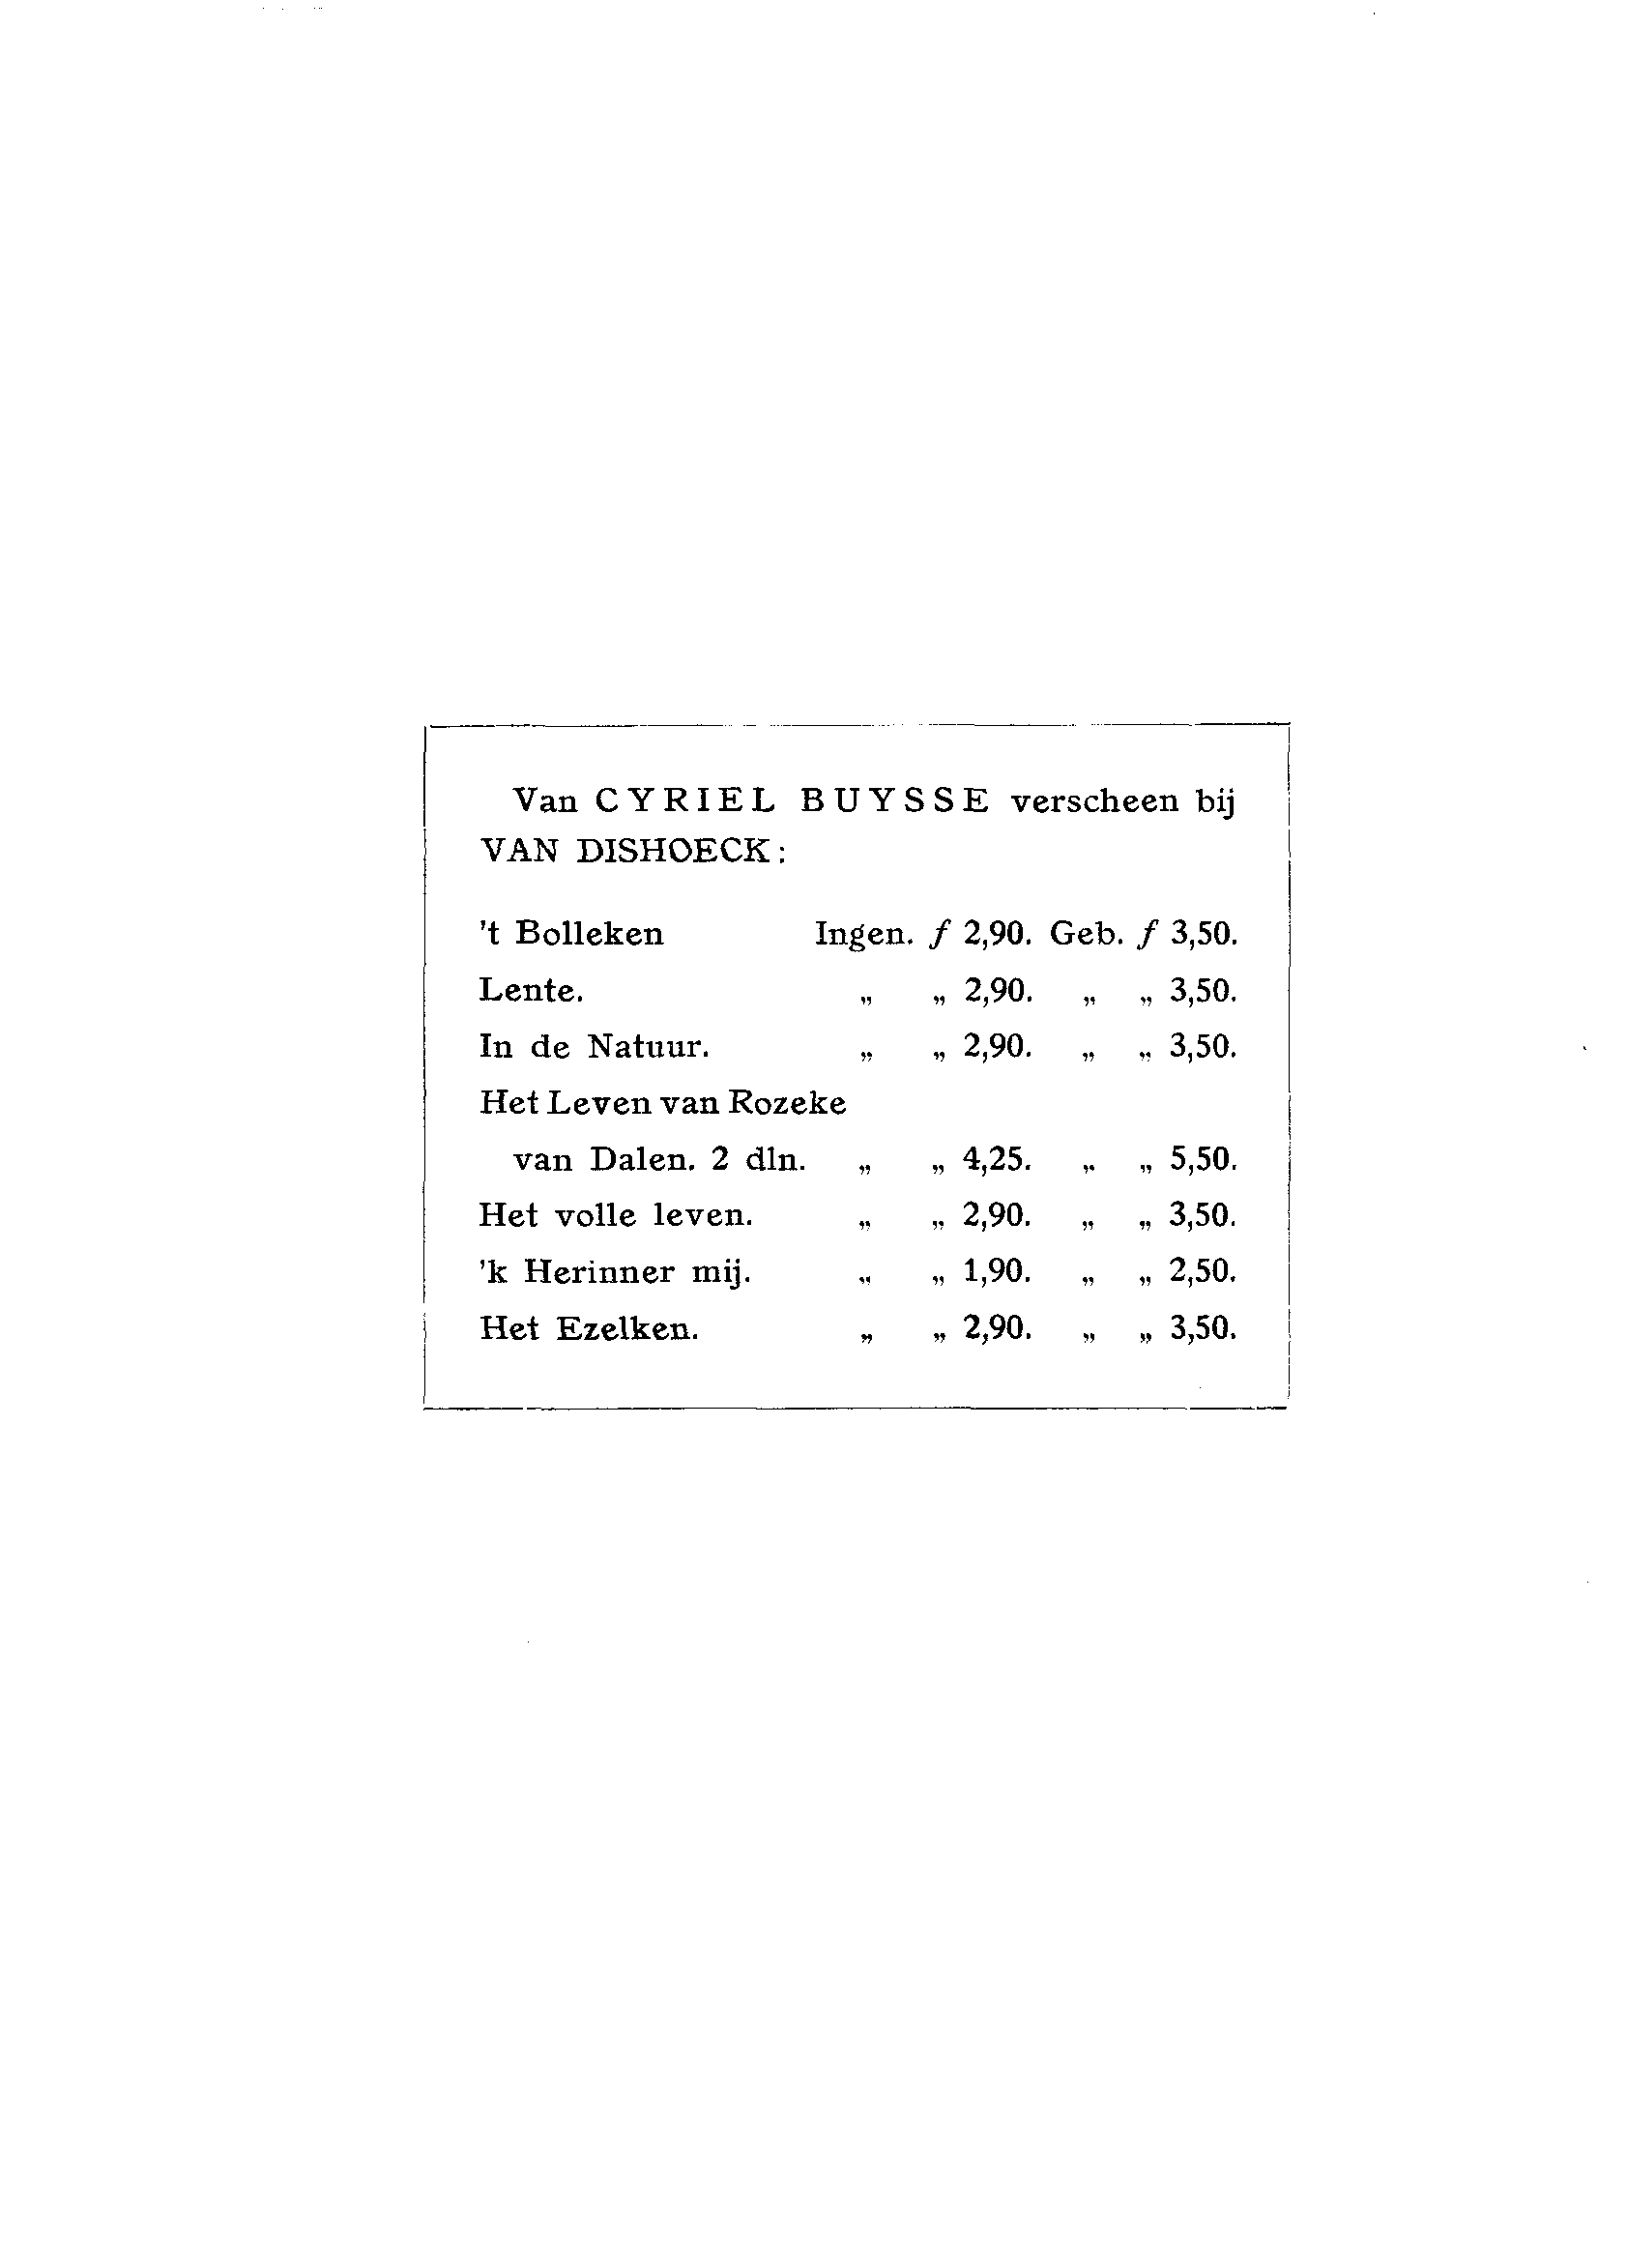 Van CYRIEL BUYSSE verscheen bij
VAN DISHOECK:
't Bolleken Ingen. f 2,90. Geb. f 3,50.
Lente. „ „ 2,90. „ „ 3,50.
In de Natuur. „ „ 2,90. „ „ 3,50.
Het Leven van Rozeke
van Dalen. 2 dln. „ „ 4,25. „ „ 5,50.
Het volle leven. „ „ 2,90. „ „ 3,50.
'k Herinner mij. „ „ 1,90. „ „ 2,50.
Het Ezelken. „ „ 2,90. „ „ 3,50.